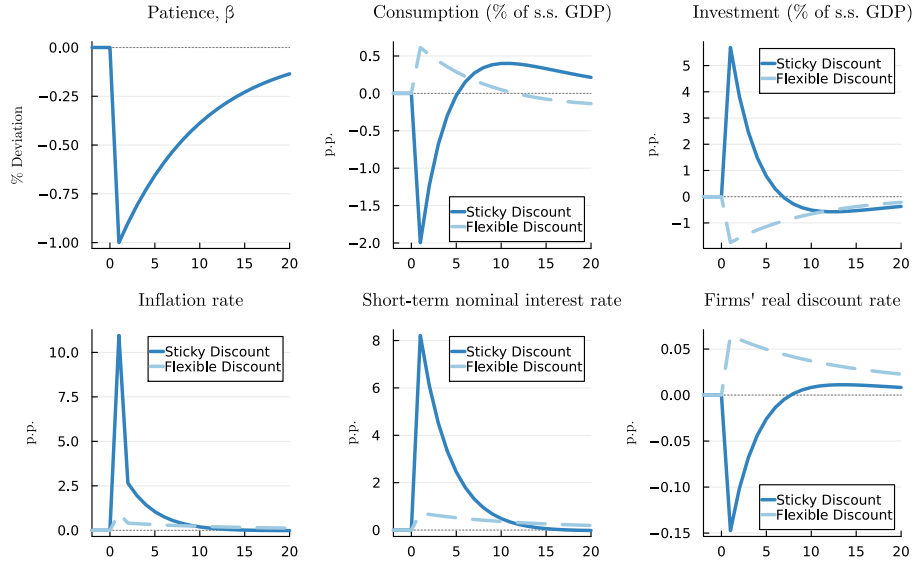 Patience, β
Consumption (% of s.s. GDP)
Investment (% of s.s. GDP)
% Deviation
0.00
−0.25
−0.50
−0.75
−1.00
0
5
10
15
20
p.p.
0.5
0.0
−0.5
−1.0
−1.5
−2.0
Sticky Discount
Flexible Discount
0
5
10
15
20
p.p.
5
4
3
2
1
0
−1
Sticky Discount
Flexible Discount
0
5
10
15
20
Inflation rate
Short-term nominal interest rate
Firms' real discount rate
p.p.
10.0
7.5
5.0
2.5
0.0
Sticky Discount
Flexible Discount
0
5
10
15
20
p.p.
8
6
4
2
0
Sticky Discount
Flexible Discount
0
5
10
15
20
p.p.
0.05
0.00
−0.05
−0.10
−0.15
Sticky Discount
Flexible Discount
0
5
10
15
20